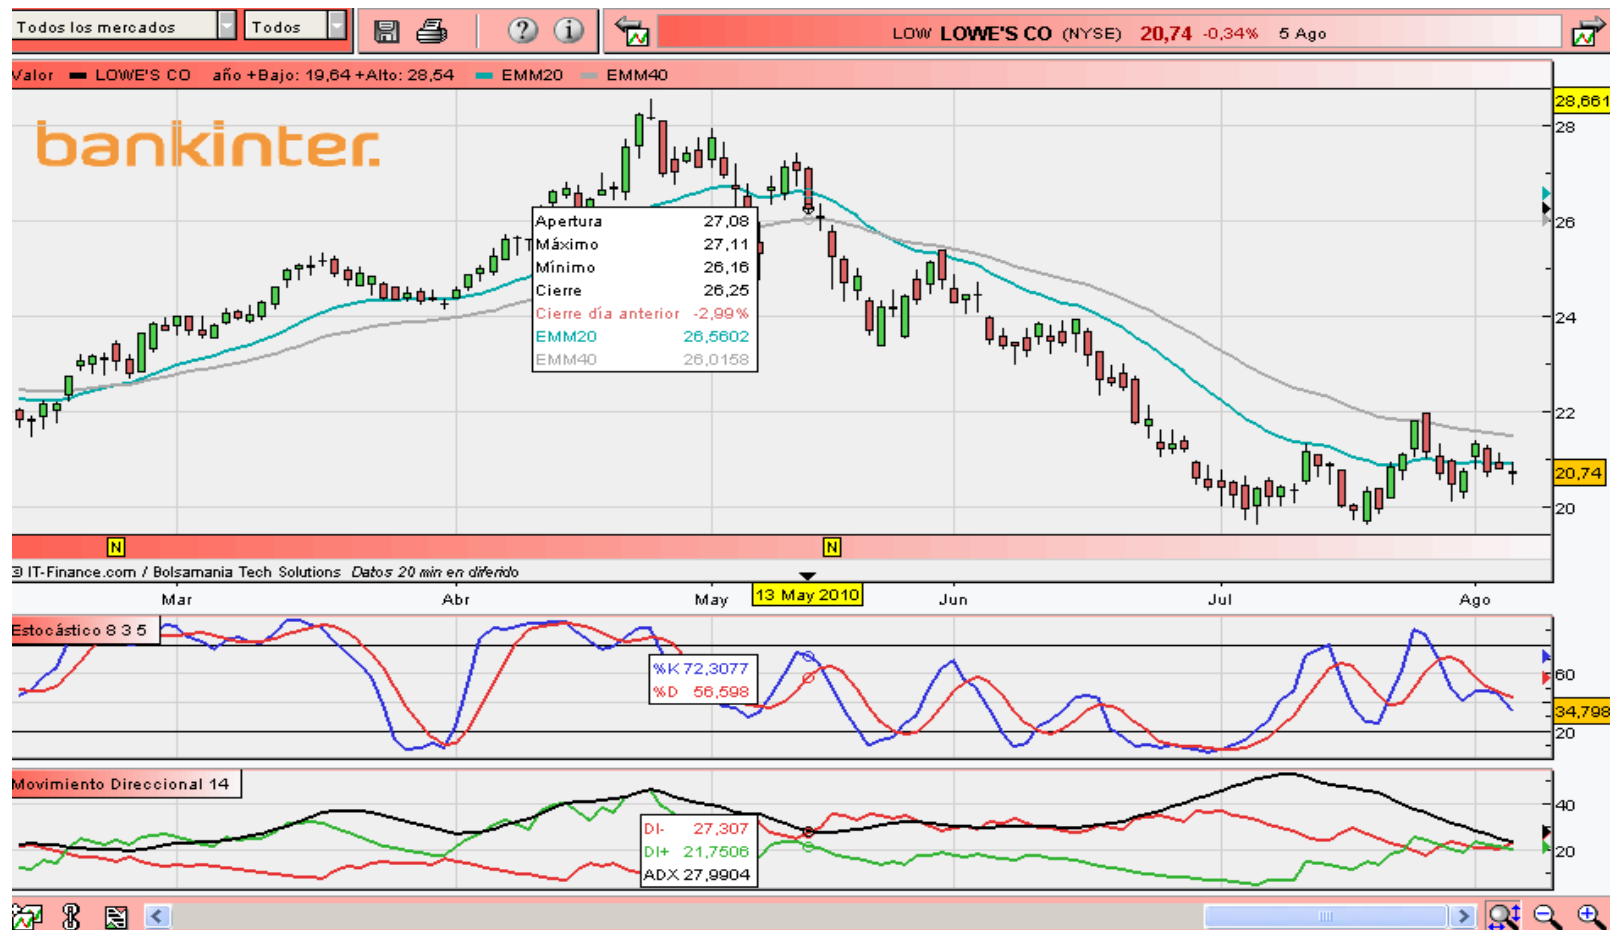 Todos los mercados Todos LOW LOWE'S CO (NYSE) 20,74 -0,34% 5 Ago
Valor LOWE'S CO año +Bajo: 19,64 +Alto: 28,54 EMM20 EMM40
28,661
bankinter.
28
26
24
22
20,74
20
Apertura 27,08
Máximo 27,11
Mínimo 26,16
Cierre 26,25
Cierre día anterior -2,99%
EMM20 26,5602
EMM40 26,0158
N N
© IT-Finance.com / Bolsamania Tech Solutions Datos 20 min en diferido
Mar Abr May 13 May 2010 Jun Jul Ago
Estocástico 8 3 5
%K 72,3077
%D 56,598
60
34,798
20
Movimiento Direccional 14
40
DI- 27,307
DI+ 21,7506
ADX 27,9904
20